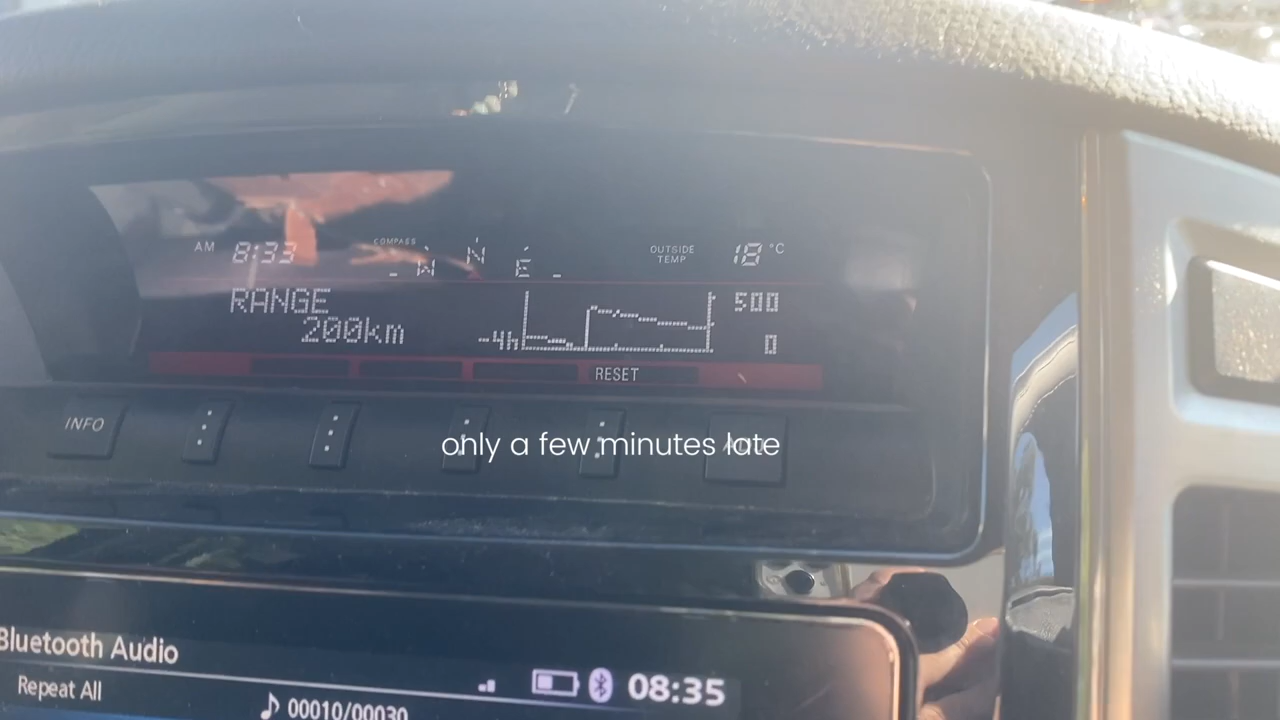 AM 8:33 COMPASS W N E OUTSIDE TEMP 18 °C
RANGE
200km
-4h
500
0
RESET
INFO
only a few minutes late
Bluetooth Audio
Repeat All
08:35
00010/00030